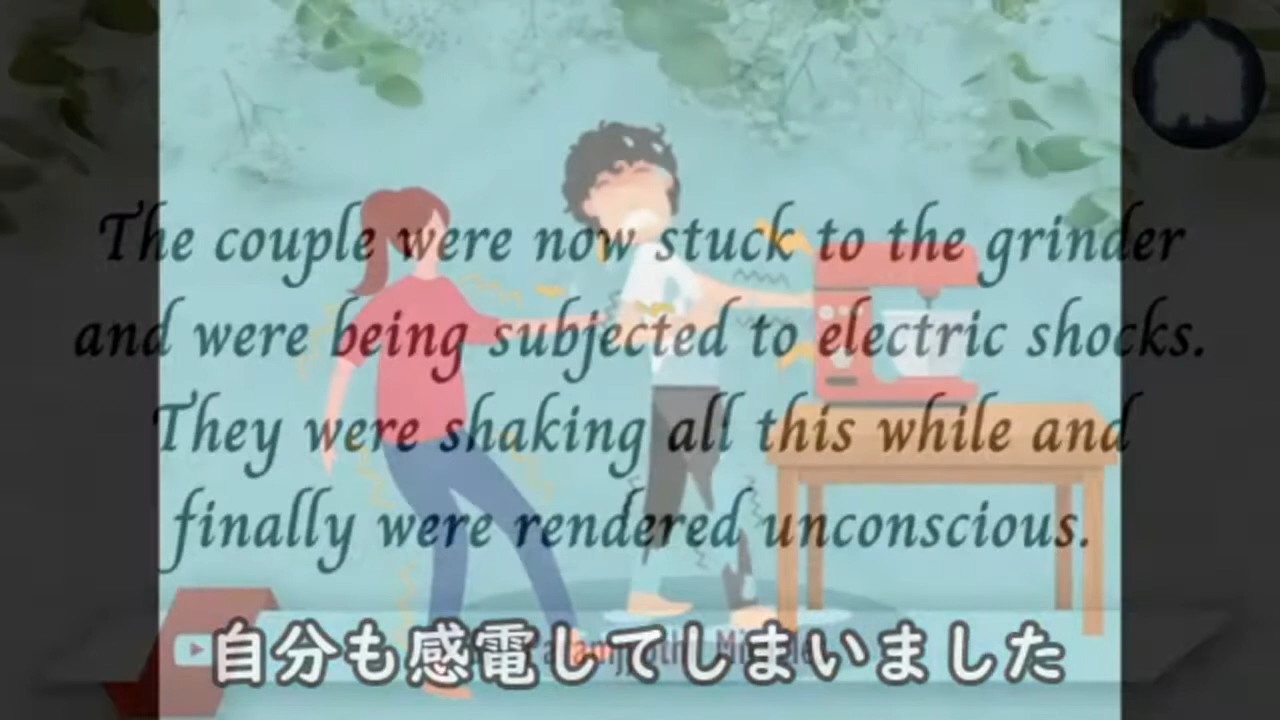 The couple were now stuck to the grinder
and were being subjected to electric shocks.
They were shaking all this while and
finally were rendered unconscious.
自分も感電してしまいました